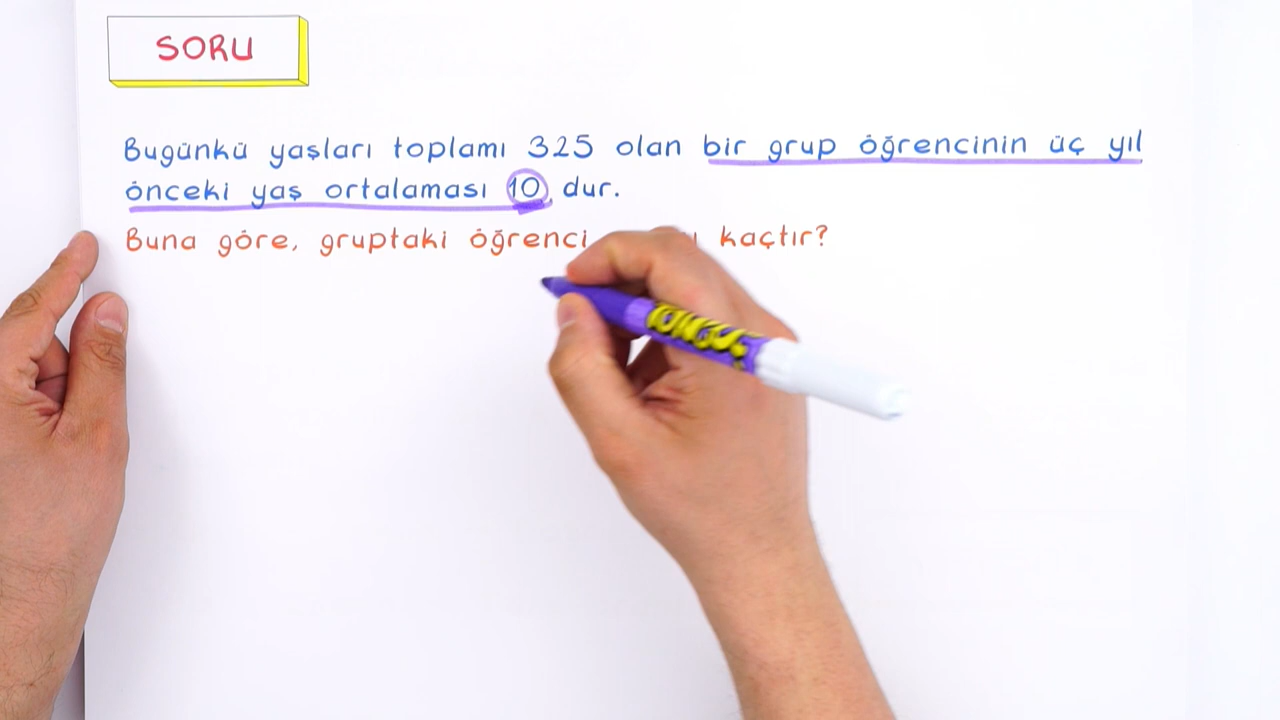 SORU
Bugünkü yaşları toplamı 325 olan bir grup öğrencinin üç yıl
önceki yaş ortalaması 10 dur.
Buna göre, gruptaki öğrenci kaçtır?